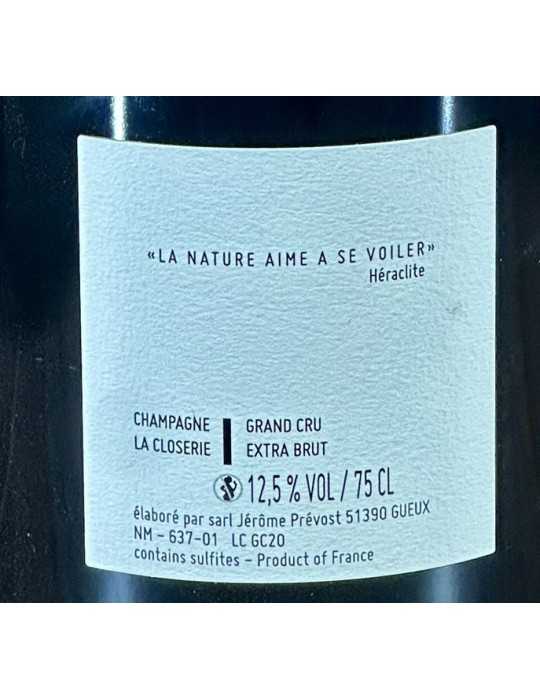 «LA NATURE AIME A SE VOILER»
Héraclite
CHAMPAGNE GRAND CRU
LA CLOSERIE EXTRA BRUT
12,5 % VOL / 75 CL
élaboré par sarl Jérôme Prévost 51390 GUEUX
NM – 637-01 LC GC20
contains sulfites – Product of France